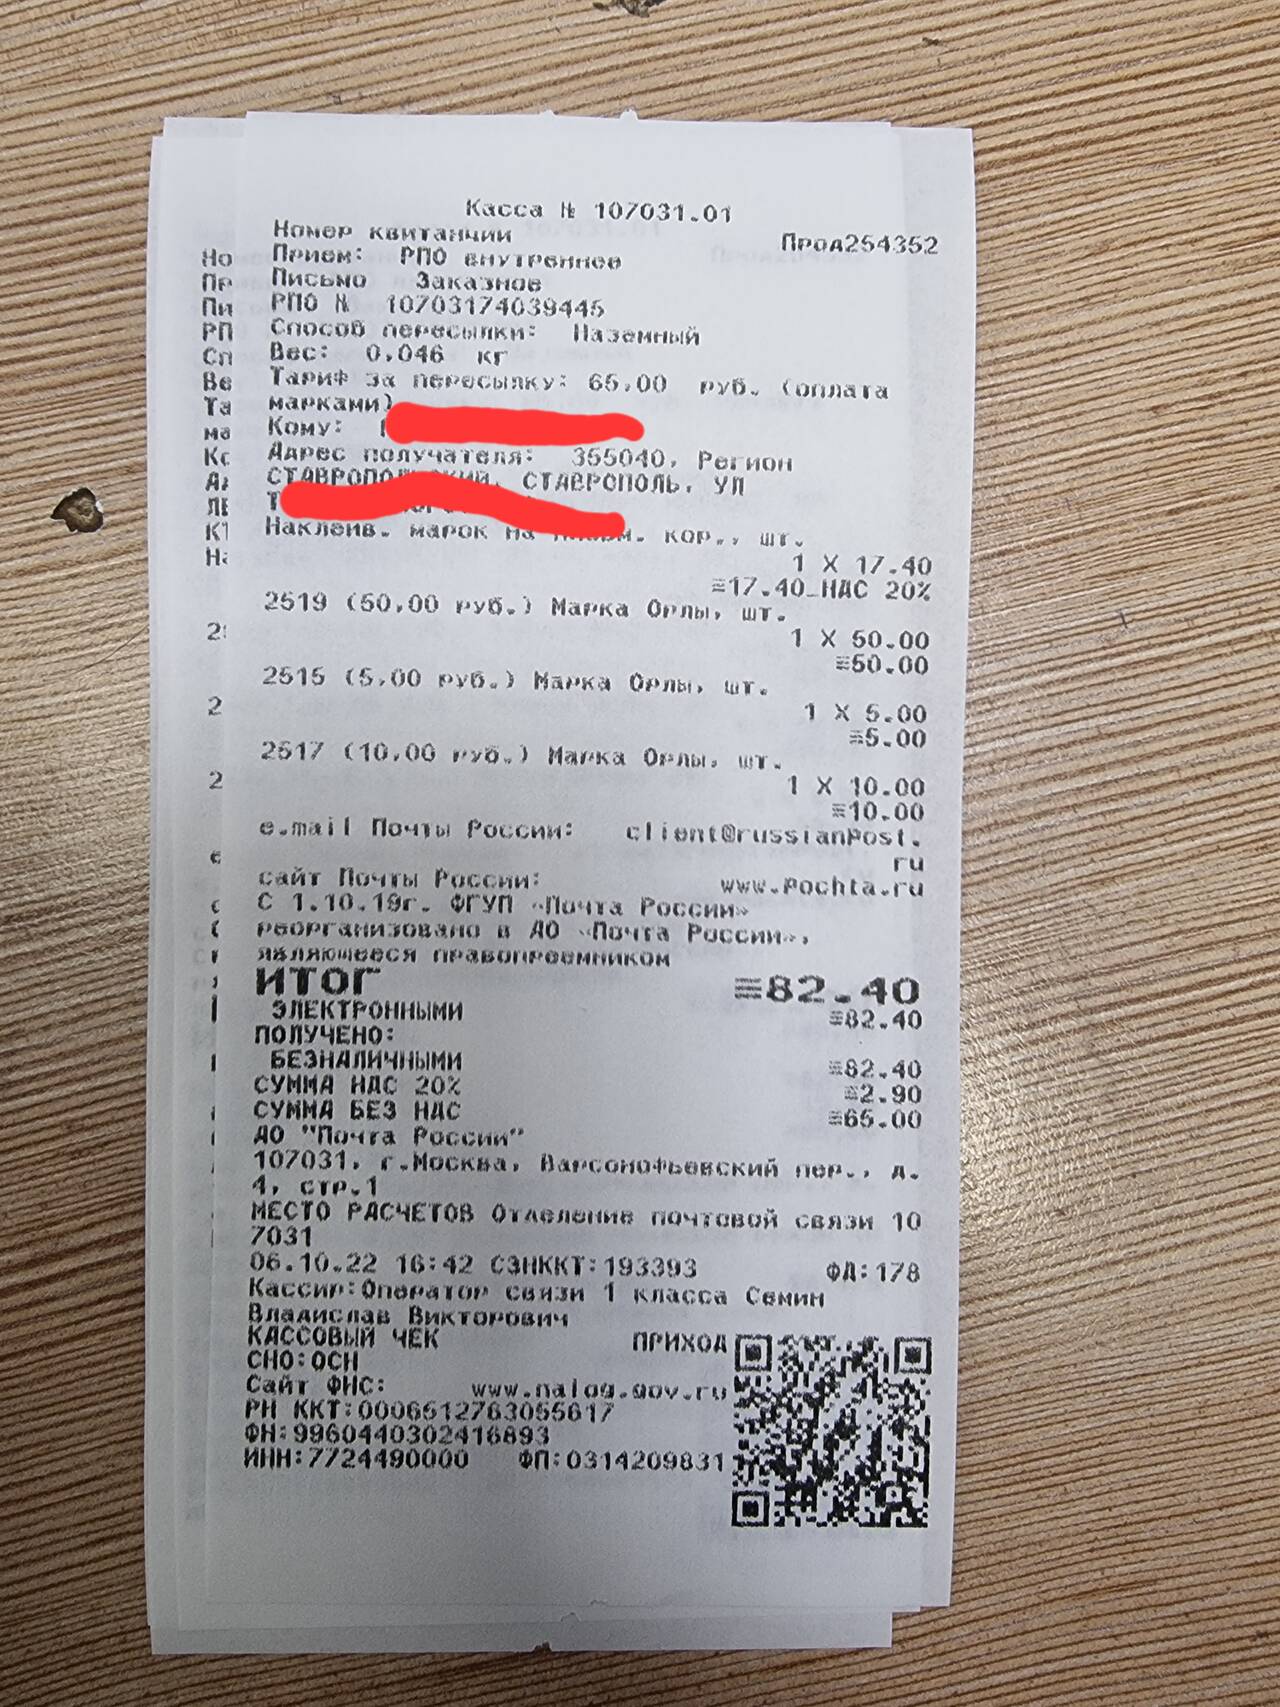 Касса № 107031.01
Номер квитанции Прод254352
Прием: РПО внутреннее
Письмо Заказное
РПО № 10703174039445
Способ пересылки: Наземный
Вес: 0,046 кг
Тариф за пересылку: 65,00 руб. (оплата
марками)
Кому:
Адрес получателя: 355040, Регион
СТАВРОПОЛЬСКИЙ, СТАВРОПОЛЬ, УЛ
Наклеив. марок на письм. кор., шт.
1 X 17.40
≡17.40_НДС 20%
2519 (50,00 руб.) Марка Орлы, шт.
1 X 50.00
≡50.00
2515 (5,00 руб.) Марка Орлы, шт.
1 X 5.00
≡5.00
2517 (10,00 руб.) Марка Орлы, шт.
1 X 10.00
≡10.00
e.mail Почты России: client@russianPost.
ru
сайт Почты России: www.Pochta.ru
С 1.10.19г. ФГУП «Почта России»
реорганизовано в АО «Почта России»,
являющееся правопреемником
ИТОГ ≡82.40
ЭЛЕКТРОННЫМИ ≡82.40
ПОЛУЧЕНО:
БЕЗНАЛИЧНЫМИ ≡82.40
СУММА НДС 20% ≡2.90
СУММА БЕЗ НДС ≡65.00
АО "Почта России"
107031, г.Москва, Варсонофьевский пер., д.
4, стр.1
МЕСТО РАСЧЕТОВ Отделение почтовой связи 10
7031
06.10.22 16:42 СЗНККТ:193393 ФД:178
Кассир:Оператор связи 1 класса Семин
Владислав Викторович
КАССОВЫЙ ЧЕК ПРИХОД
СНО:ОСН
Сайт ФНС: www.nalog.gov.ru
РН ККТ:0006512763055617
ФН:9960440302416893
ИНН:7724490000 ФП:0314209831